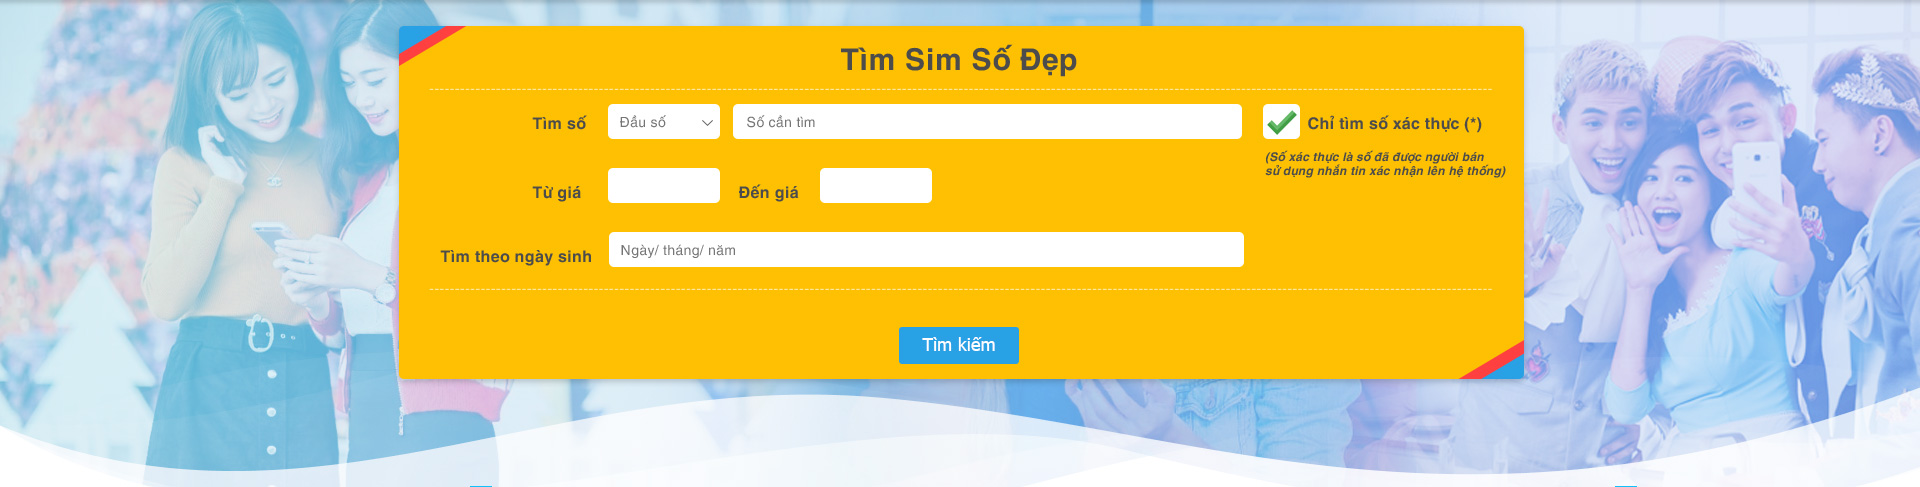 Tìm Sim Số Đẹp
Tìm số
Đầu số
Số cần tìm
Chỉ tìm số xác thực (*)
(Số xác thực là số đã được người bán
sử dụng nhắn tin xác nhận lên hệ thống)
Từ giá
Đến giá
Tìm theo ngày sinh
Ngày/ tháng/ năm
Tìm kiếm